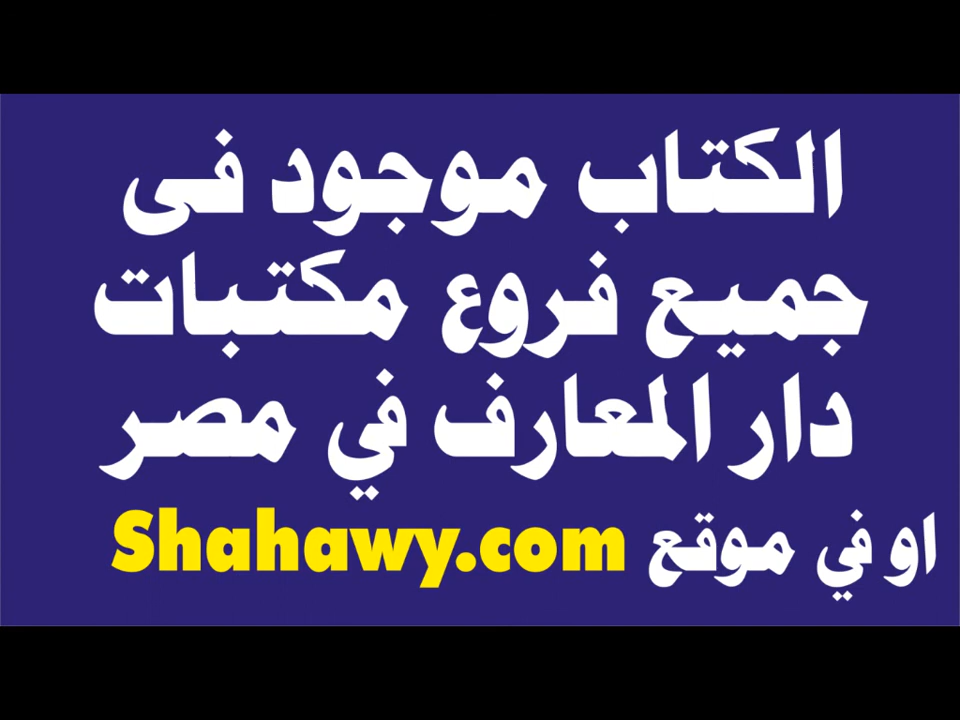 الكتاب موجود فى
جميع فروع مكتبات
دار المعارف في مصر
او في موقع Shahawy.com